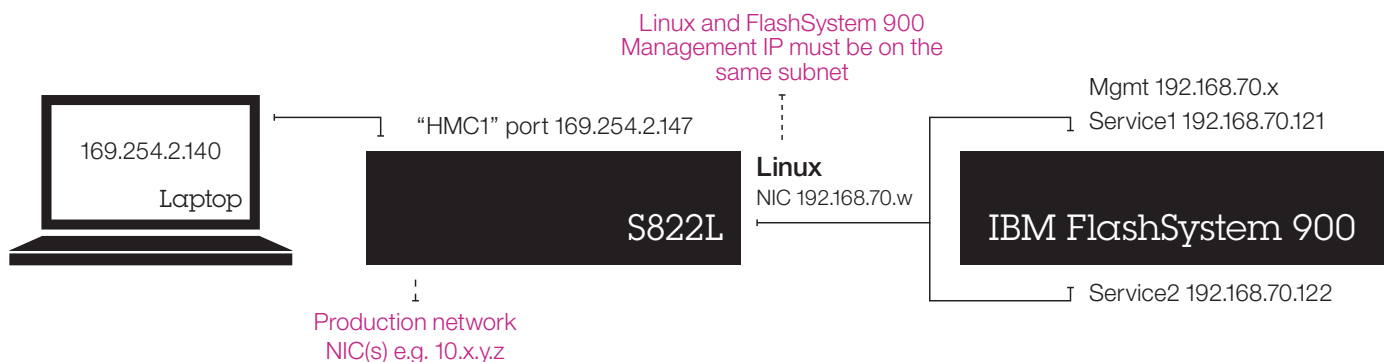 Linux and FlashSystem 900
Management IP must be on the
same subnet
Mgmt 192.168.70.x
Service1 192.168.70.121
169.254.2.140
Laptop
“HMC1” port 169.254.2.147
Linux
NIC 192.168.70.w
S822L
IBM FlashSystem 900
Service2 192.168.70.122
Production network
NIC(s) e.g. 10.x.y.z